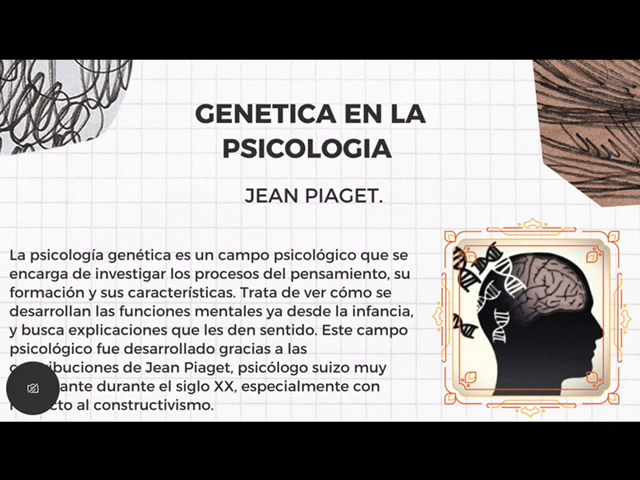 GENETICA EN LA
PSICOLOGIA
JEAN PIAGET.
La psicología genética es un campo psicológico que se
encarga de investigar los procesos del pensamiento, su
formación y sus características. Trata de ver cómo se
desarrollan las funciones mentales ya desde la infancia,
y busca explicaciones que les den sentido. Este campo
psicológico fue desarrollado gracias a las
de Jean Piaget, psicólogo suizo muy
durante el siglo XX, especialmente con
al constructivismo.